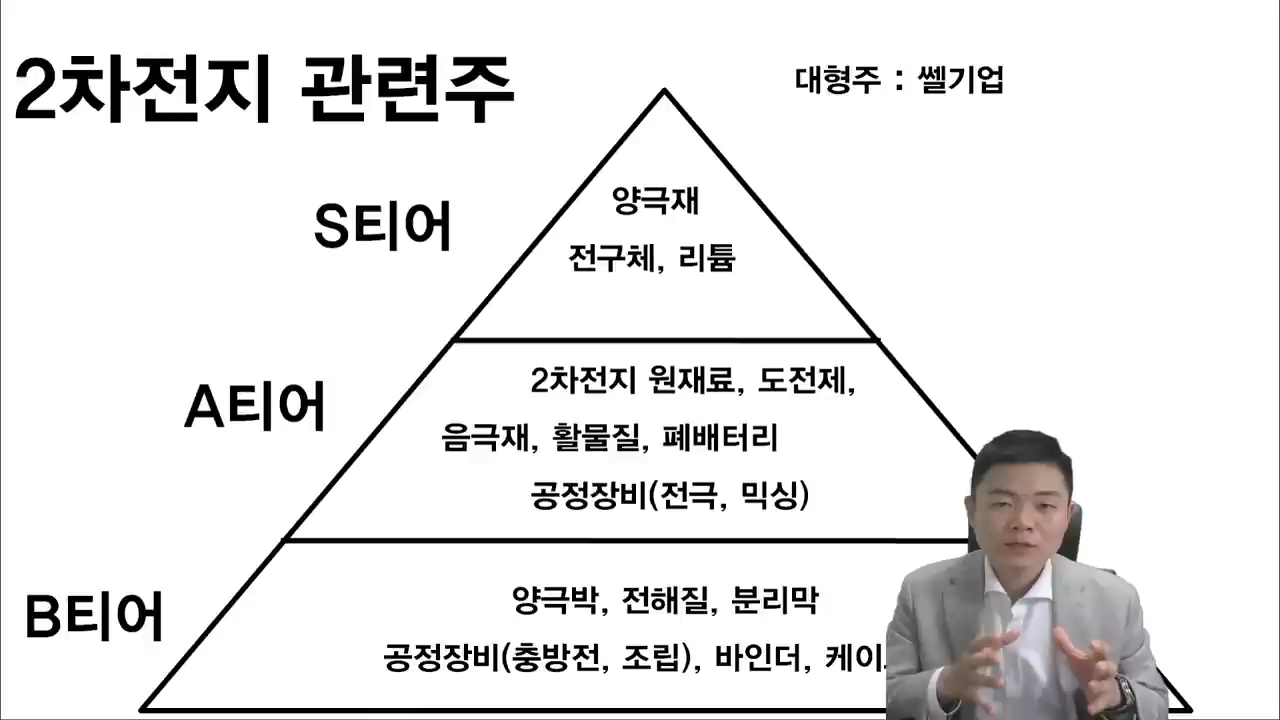 2차전지 관련주
대형주 : 쎌기업
S티어
양극재
전구체, 리튬
A티어
2차전지 원재료, 도전제,
음극재, 활물질, 폐배터리
공정장비(전극, 믹싱)
B티어
양극박, 전해질, 분리막
공정장비(충방전, 조립), 바인더,